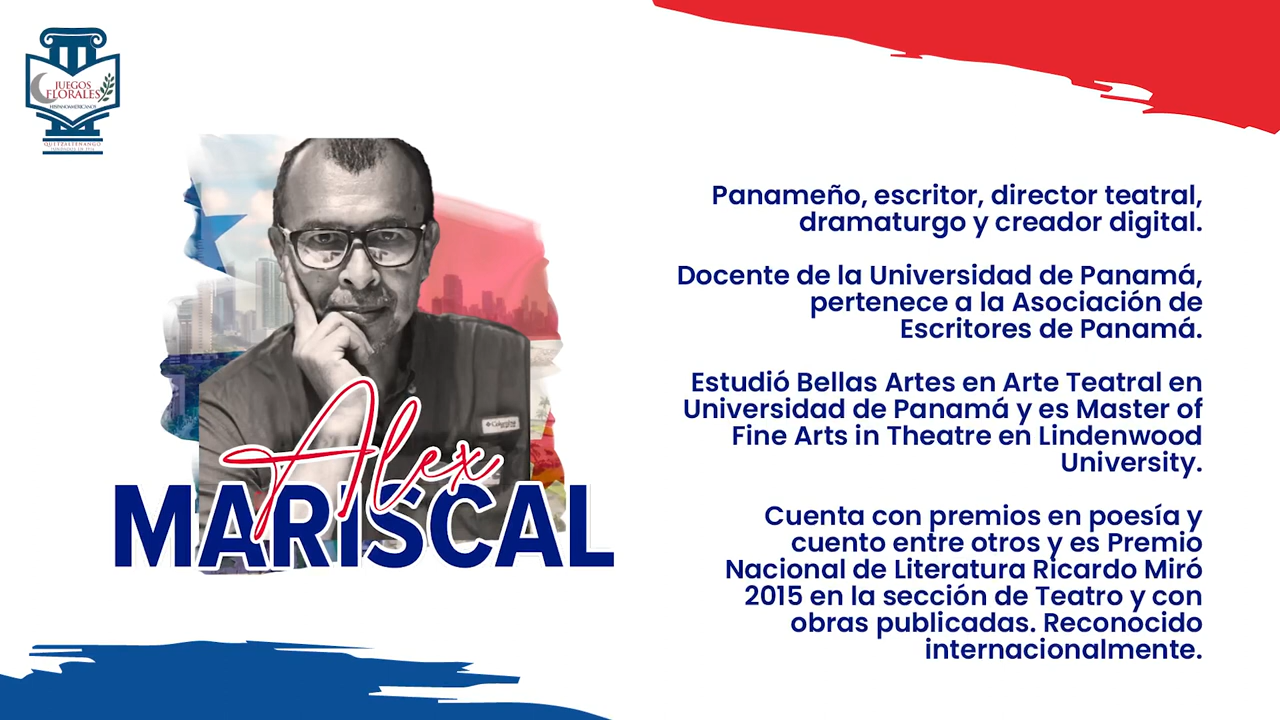 JUEGOS
FLORALES
HISPANOAMERICANOS
QUETZALTENANGO
Columbia
Alex
MARISCAL
Panameño, escritor, director teatral,
dramaturgo y creador digital.
Docente de la Universidad de Panamá,
pertenece a la Asociación de
Escritores de Panamá.
Estudió Bellas Artes en Arte Teatral en
Universidad de Panamá y es Master of
Fine Arts in Theatre en Lindenwood
University.
Cuenta con premios en poesía y
cuento entre otros y es Premio
Nacional de Literatura Ricardo Miró
2015 en la sección de Teatro y con
obras publicadas. Reconocido
internacionalmente.